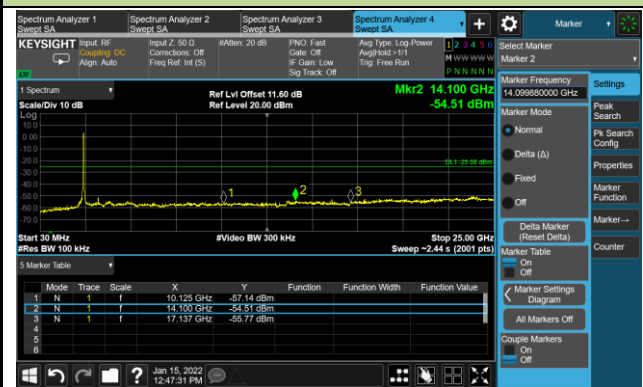 Spectrum Analyzer 1
Swept SA
Spectrum Analyzer 2
Swept SA
Spectrum Analyzer 3
Swept SA
Spectrum Analyzer 4
Swept SA
+
Marker
KEYSIGHT
Input: RF
Coupling: DC
Align: Auto
Input Z: 50 Ω
Corrections: Off
Freq Ref: Int (S)
#Atten: 20 dB
PNO: Fast
Gate: Off
IF Gain: Low
Sig Track: Off
Avg Type: Log-Power
Avg|Hold:>1/1
Trig: Free Run
1 2 3 4 5 6
M W W W W W
P N N N N N
Select Marker
Marker 2
1 Spectrum
Scale/Div 10 dB
Ref Lvl Offset 11.60 dB
Ref Level 20.00 dBm
Mkr2 14.100 GHz
-54.51 dBm
Log
10.0
0.00
-10.0
-20.0
-30.0
-40.0
-50.0
-60.0
-70.0
1
2
3
Start 30 MHz
#Res BW 100 kHz
#Video BW 300 kHz
Stop 25.00 GHz
Sweep ~2.44 s (2001 pts)
5 Marker Table
Mode Trace Scale X Y Function Function Width Function Value
1 N 1 f 10.125 GHz -57.14 dBm
2 N 1 f 14.100 GHz -54.51 dBm
3 N 1 f 17.137 GHz -55.77 dBm
4
5
6
Marker Frequency
14.099880000 GHz
Marker Mode
Normal
Delta (Δ)
Fixed
Off
Delta Marker
(Reset Delta)
Marker Table
On
Off
Marker Settings
Diagram
All Markers Off
Couple Markers
On
Off
Settings
Peak
Search
Pk Search
Config
Properties
Marker
Function
Marker→
Counter
?
Jan 15, 2022
12:47:31 PM